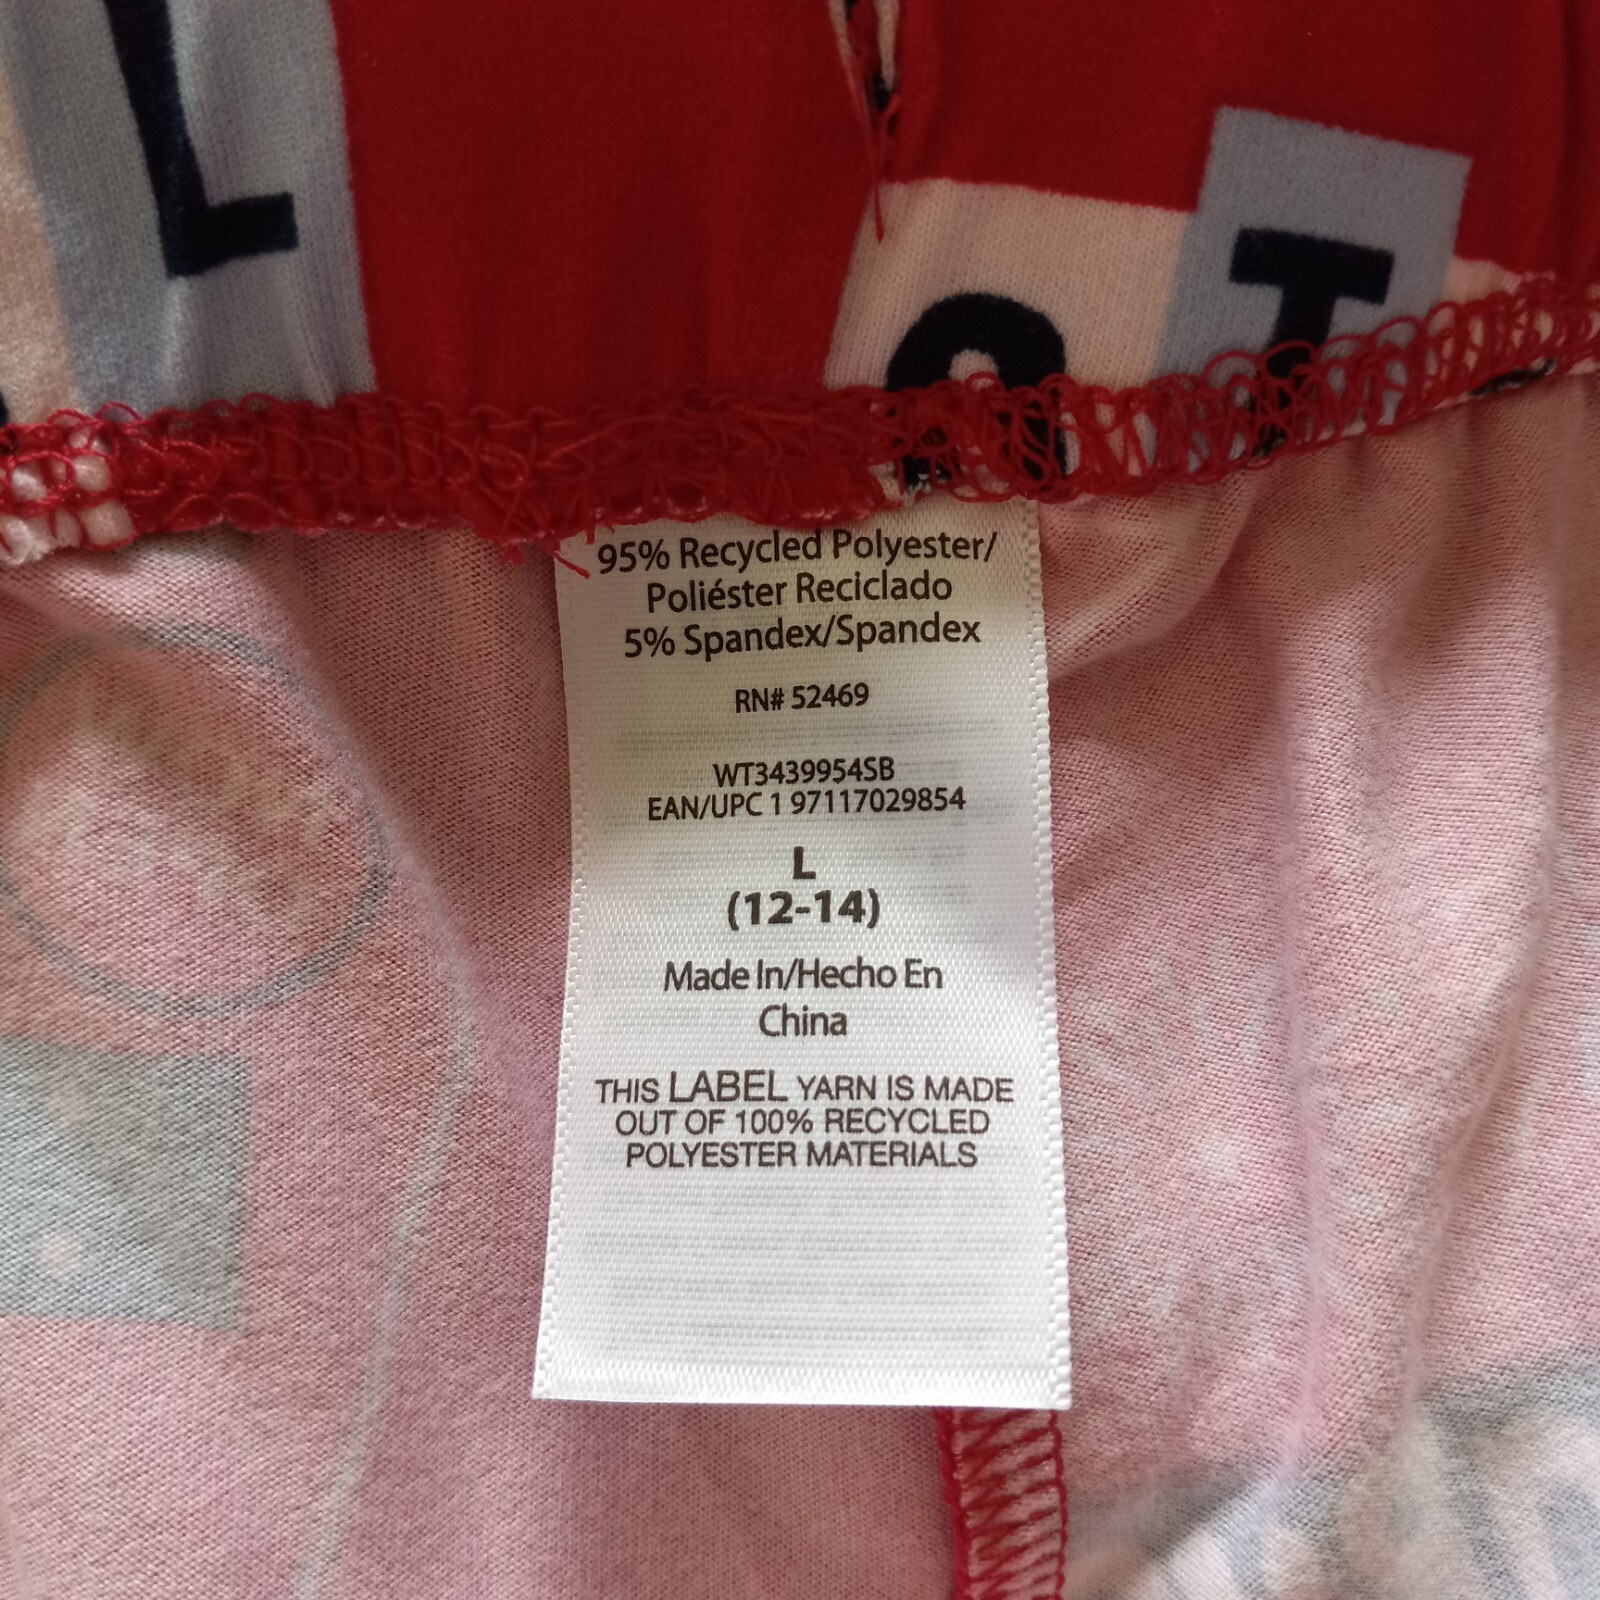 95% Recycled Polyester/
Poliéster Reciclado
5% Spandex/Spandex
RN# 52469
WT3439954SB
EAN/UPC 1 97117029854
L
(12-14)
Made In/Hecho En
China
THIS LABEL YARN IS MADE
OUT OF 100% RECYCLED
POLYESTER MATERIALS